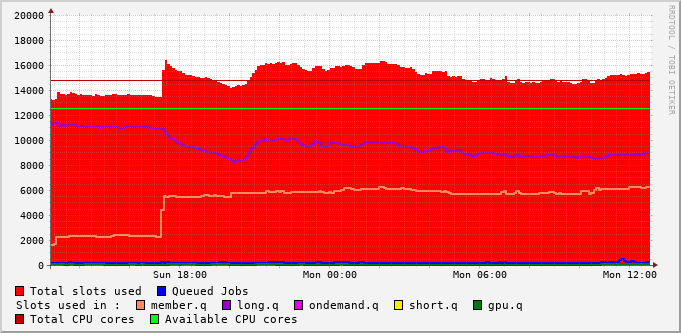 20000
18000
16000
14000
12000
10000
8000
6000
4000
2000
0
Sun 18:00 Mon 00:00 Mon 06:00 Mon 12:00
RRDTOOL / TOBI OETIKER
Total slots used Queued Jobs
Slots used in : member.q long.q ondemand.q short.q gpu.q
Total CPU cores Available CPU cores